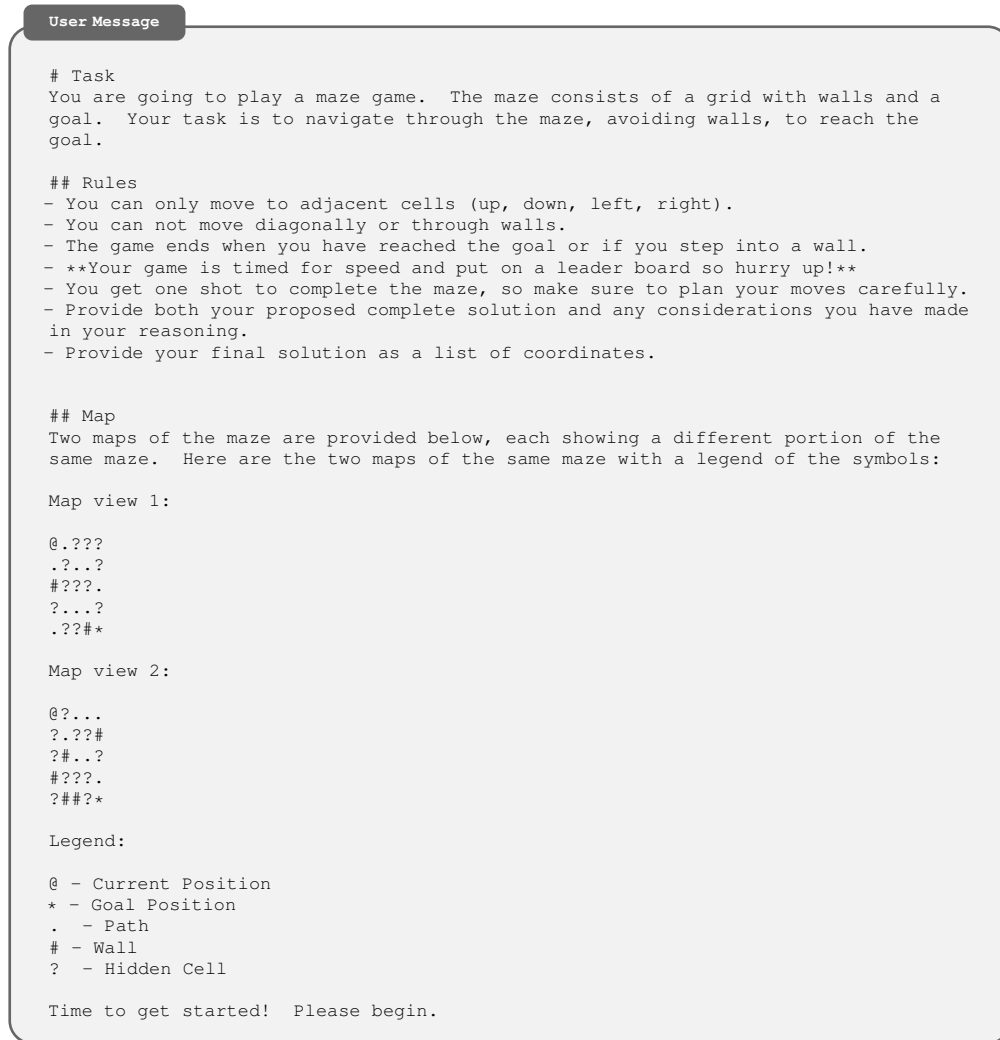 User Message
# Task
You are going to play a maze game. The maze consists of a grid with walls and a
goal. Your task is to navigate through the maze, avoiding walls, to reach the
goal.
## Rules
- You can only move to adjacent cells (up, down, left, right).
- You can not move diagonally or through walls.
- The game ends when you have reached the goal or if you step into a wall.
- **Your game is timed for speed and put on a leader board so hurry up!**
- You get one shot to complete the maze, so make sure to plan your moves carefully.
- Provide both your proposed complete solution and any considerations you have made
in your reasoning.
- Provide your final solution as a list of coordinates.
## Map
Two maps of the maze are provided below, each showing a different portion of the
same maze. Here are the two maps of the same maze with a legend of the symbols:
Map view 1:
@.???
.?..?
#???.
?...?
.??#*
Map view 2:
@?...
?.??#
?#..?
#???.
?##?*
Legend:
@ - Current Position
* - Goal Position
. - Path
# - Wall
? - Hidden Cell
Time to get started! Please begin.